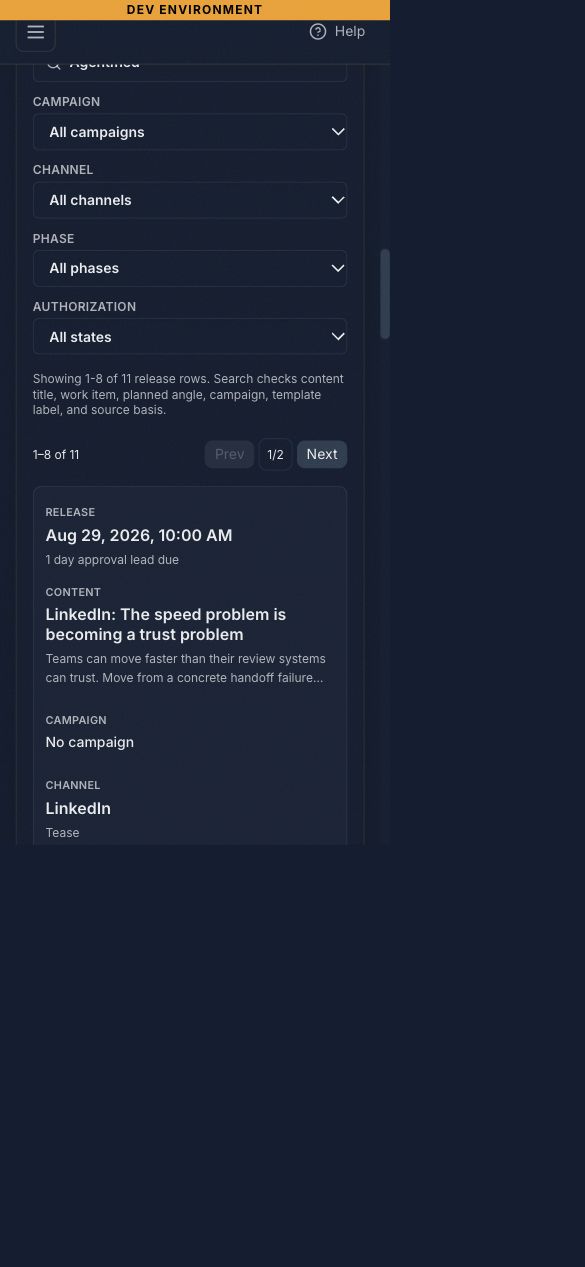 DEV ENVIRONMENT
Help
Agentified
CAMPAIGN
All campaigns
CHANNEL
All channels
PHASE
All phases
AUTHORIZATION
All states
Showing 1-8 of 11 release rows. Search checks content
title, work item, planned angle, campaign, template
label, and source basis.
1–8 of 11
Prev
1/2
Next
RELEASE
Aug 29, 2026, 10:00 AM
1 day approval lead due
CONTENT
LinkedIn: The speed problem is
becoming a trust problem
Teams can move faster than their review systems
can trust. Move from a concrete handoff failure...
CAMPAIGN
No campaign
CHANNEL
LinkedIn
Tease